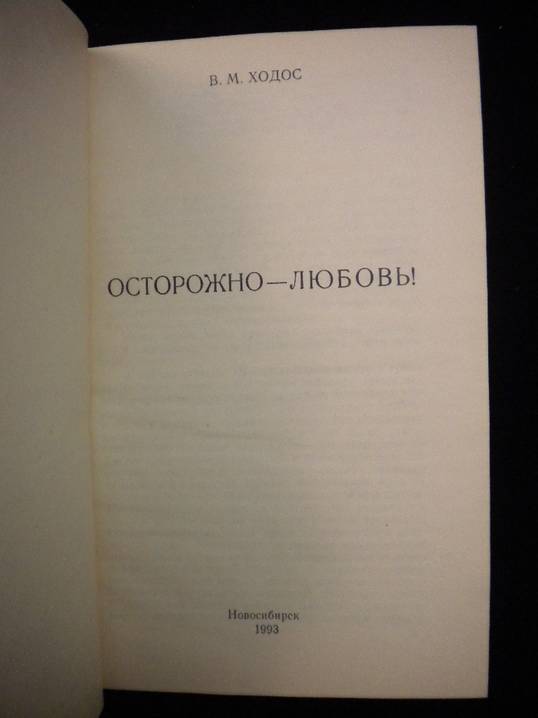 В. М. ХОДОС
ОСТОРОЖНО—ЛЮБОВЬ!
Новосибирск
1993